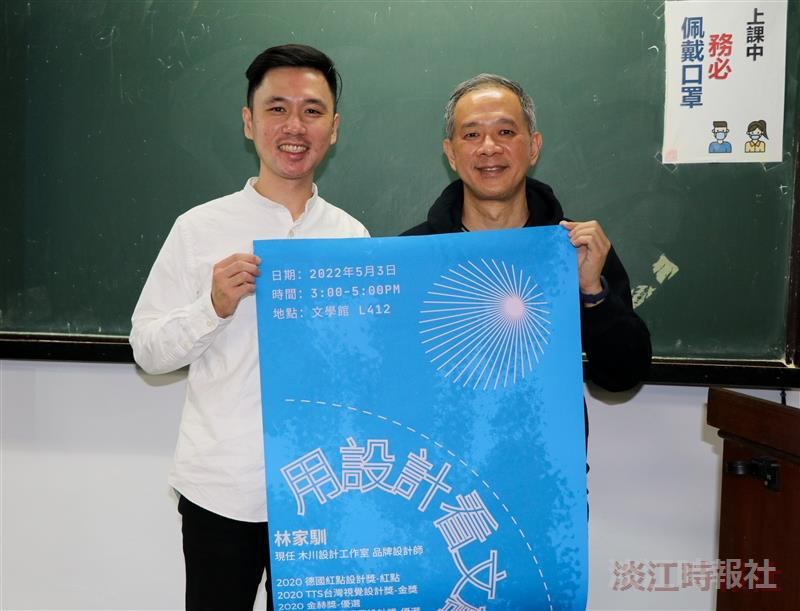 上課中
務必
佩戴口罩
日期: 2022年5月3日
時間: 3:00-5:00PM
地點: 文學館 L412
用設計看文
林家馴
現任 木川設計工作室 品牌設計師
2020 德國紅點設計獎-紅點
2020 TTS台灣視覺設計獎-金獎
2020 金赫獎-優選
淡江時報社